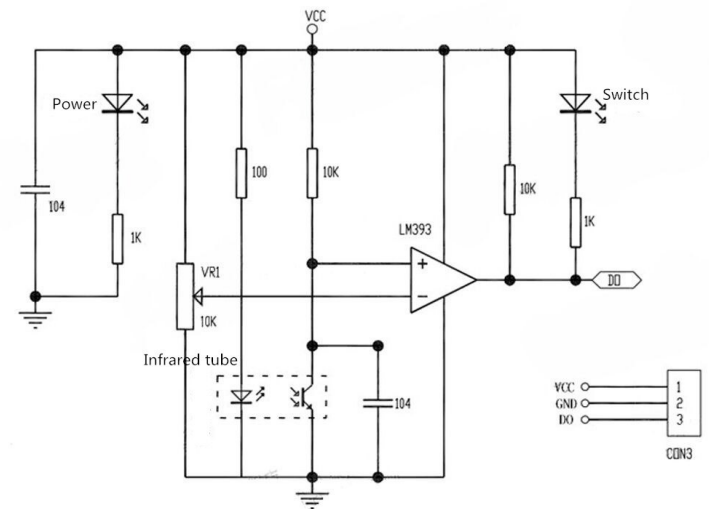 VCC
Power
Switch
104
1K
100
10K
10K
1K
LM393
+
−
VR1
10K
DO
Infrared tube
104
VCC 1
GND 2
DO 3
CON3